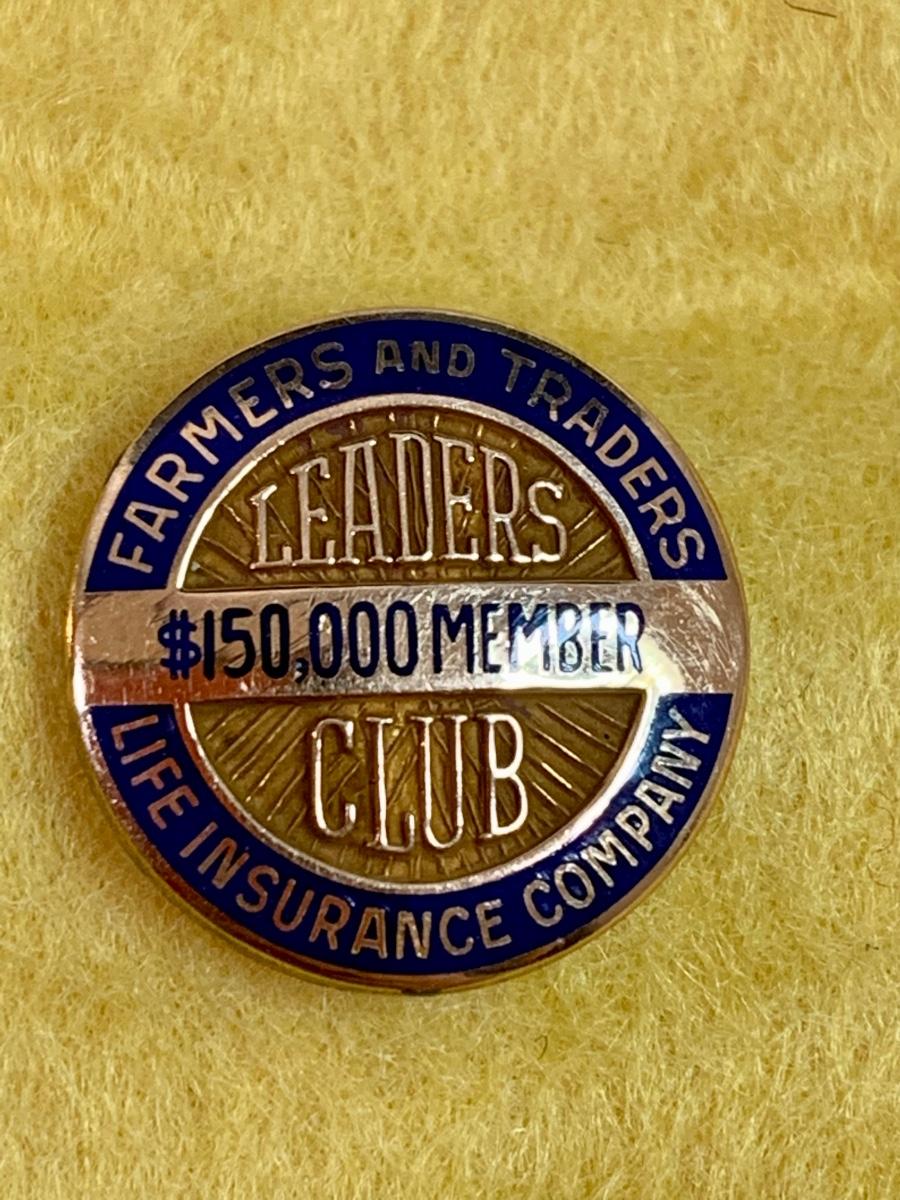 FARMERS AND TRADERS
LEADERS
$150,000 MEMBER
CLUB
LIFE INSURANCE COMPANY